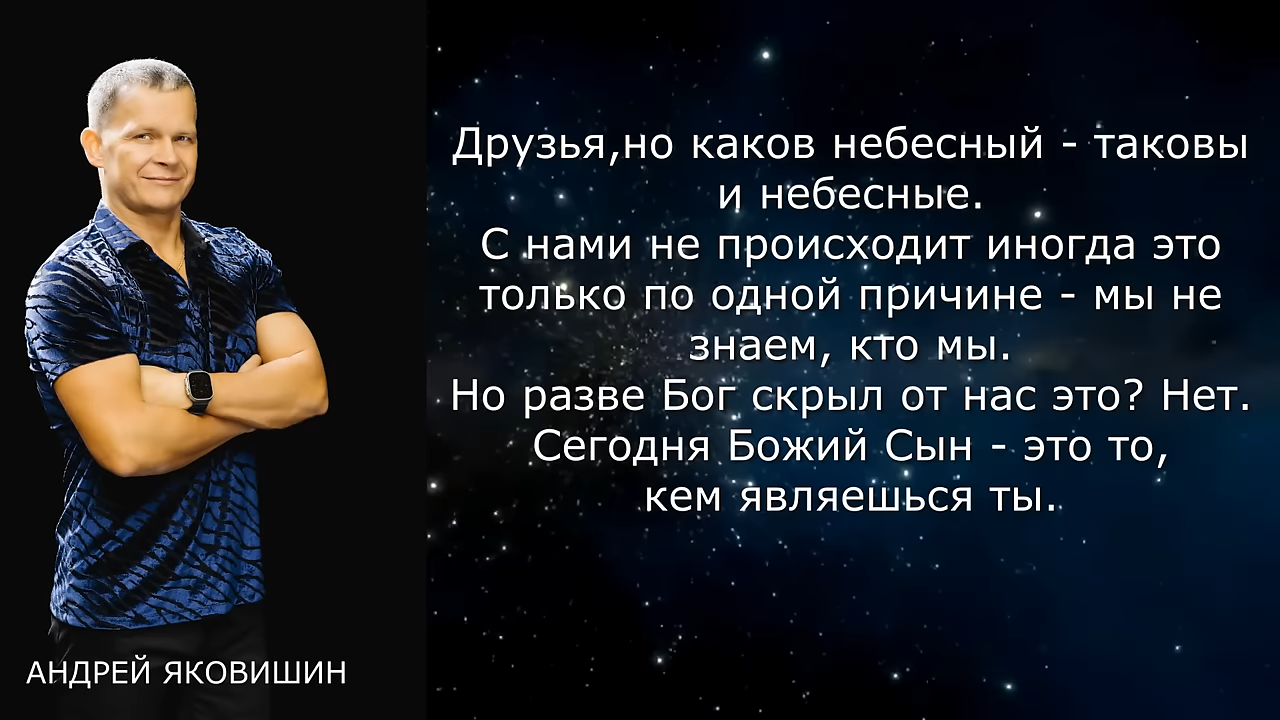 Друзья,но каков небесный - таковы
и небесные.
С нами не происходит иногда это
только по одной причине - мы не
знаем, кто мы.
Но разве Бог скрыл от нас это? Нет.
Сегодня Божий Сын - это то,
кем являешься ты.
АНДРЕЙ ЯКОВИШИН